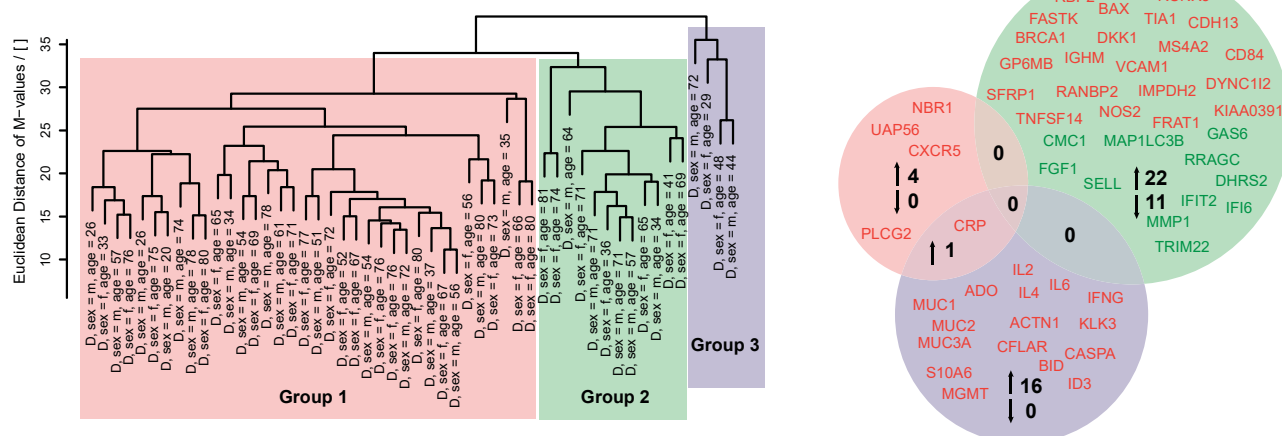 Euclidean Distance of M−values / [ ]
35
30
25
20
15
10
D, sex = m, age = 26
D, sex = f, age = 33
D, sex = m, age = 57
D, sex = m, age = 76
D, sex = m, age = 26
D, sex = f, age = 75
D, sex = m, age = 20
D, sex = m, age = 74
D, sex = m, age = 78
D, sex = f, age = 80
D, sex = f, age = 65
D, sex = m, age = 34
D, sex = m, age = 54
D, sex = f, age = 69
D, sex = m, age = 78
D, sex = m, age = 61
D, sex = f, age = 71
D, sex = f, age = 77
D, sex = m, age = 51
D, sex = f, age = 72
D, sex = f, age = 52
D, sex = f, age = 67
D, sex = m, age = 54
D, sex = f, age = 76
D, sex = f, age = 76
D, sex = m, age = 72
D, sex = f, age = 80
D, sex = m, age = 37
D, sex = f, age = 67
D, sex = m, age = 56
D, sex = f, age = 56
D, sex = m, age = 80
D, sex = f, age = 73
D, sex = m, age = 35
D, sex = f, age = 68
D, sex = m, age = 80
D, sex = f, age = 81
D, sex = f, age = 74
D, sex = m, age = 64
D, sex = f, age = 71
D, sex = m, age = 71
D, sex = f, age = 36
D, sex = m, age = 71
D, sex = m, age = 57
D, sex = f, age = 65
D, sex = m, age = 34
D, sex = f, age = 41
D, sex = f, age = 69
D, sex = m, age = 72
D, sex = f, age = 29
D, sex = f, age = 48
D, sex = m, age = 44
Group 1
Group 2
Group 3
FASTK BAX TIA1 CDH13
BRCA1 DKK1 MS4A2
GP6MB IGHM VCAM1 CD84
SFRP1 RANBP2 IMPDH2 DYNC1I2
TNFSF14 NOS2 FRAT1 KIAA0391
CMC1 MAP1LC3B GAS6
FGF1 SELL RRAGC
↑ 22 DHRS2
↓ 11 IFIT2 IFI6
MMP1
TRIM22
NBR1
UAP56
CXCR5
↑ 4
↓ 0
PLCG2
0
0
0
CRP
↑ 1
IL2
ADO IL4 IL6 IFNG
MUC1
MUC2 ACTN1 KLK3
MUC3A CFLAR CASPA
S10A6 BID
MGMT ID3
↑ 16
↓ 0